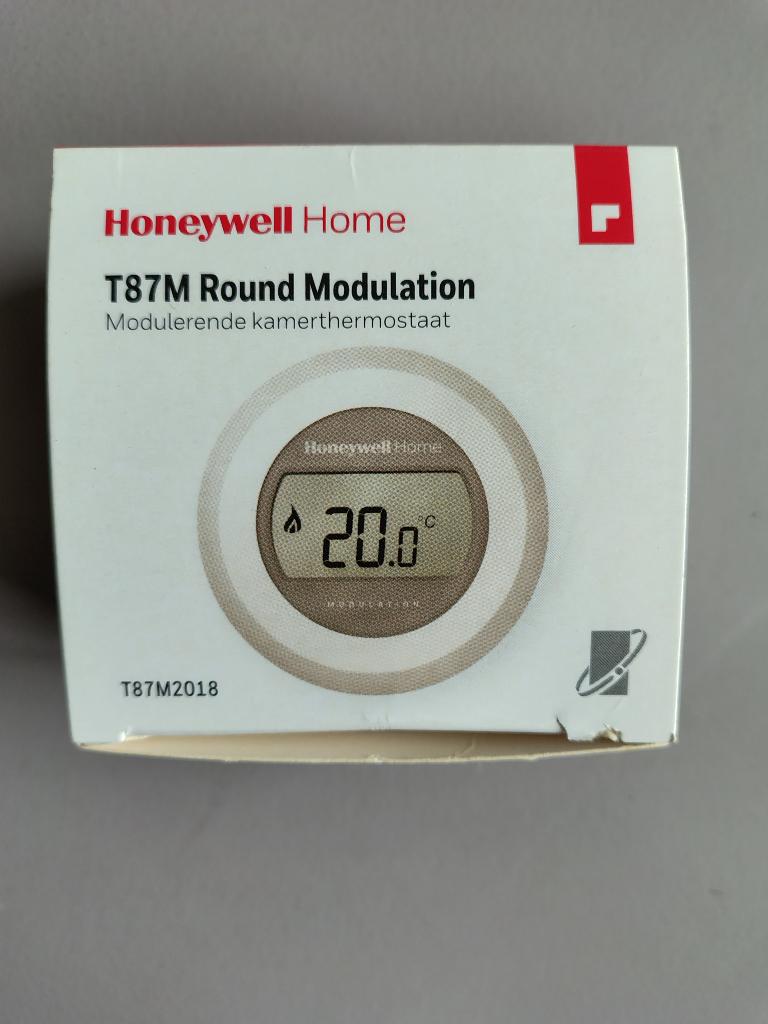 Honeywell Home
T87M Round Modulation
Modulerende kamerthermostaat
Honeywell Home
20.0 °C
MODULATION
T87M2018